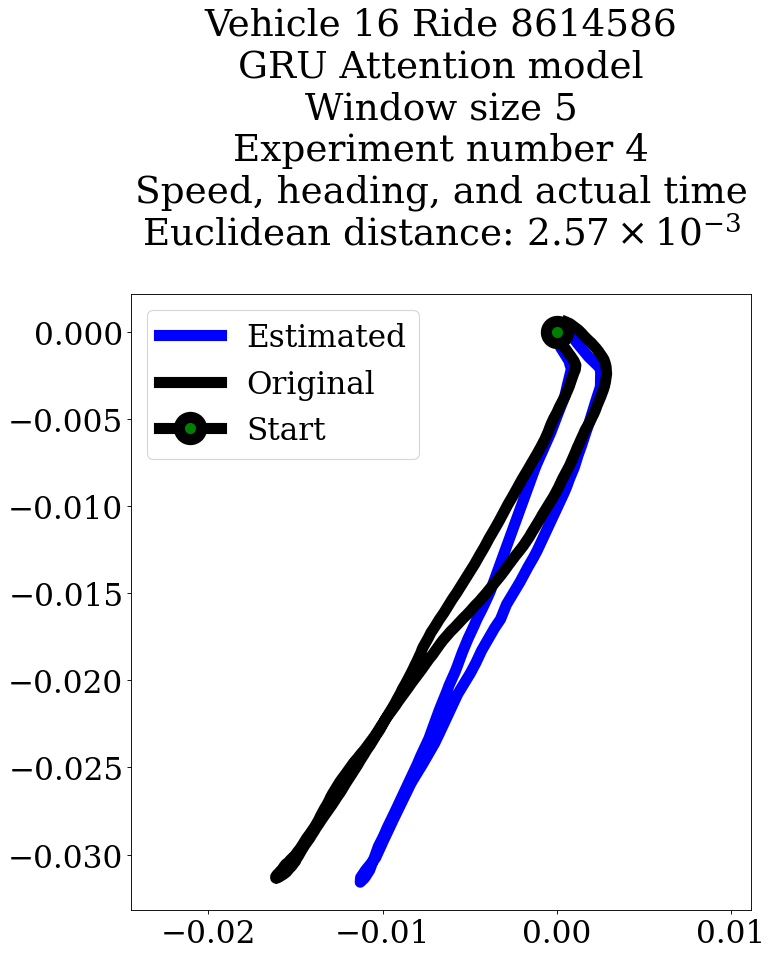 Vehicle 16 Ride 8614586
GRU Attention model
Window size 5
Experiment number 4
Speed, heading, and actual time
Euclidean distance: 2.57 × 10⁻³
Estimated
Original
Start
0.000
−0.005
−0.010
−0.015
−0.020
−0.025
−0.030
−0.02
−0.01
0.00
0.01